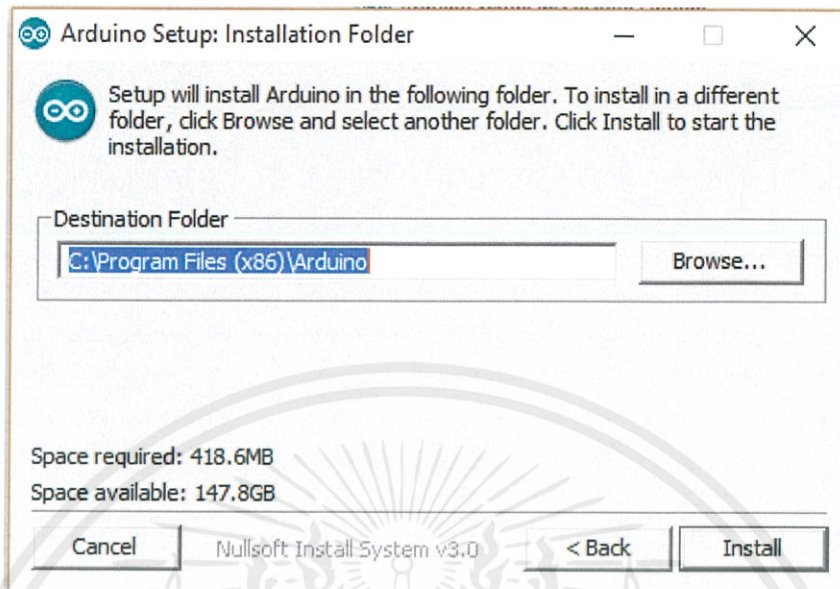 Arduino Setup: Installation Folder
Setup will install Arduino in the following folder. To install in a different
folder, click Browse and select another folder. Click Install to start the
installation.
Destination Folder
C:\Program Files (x86)\Arduino
Browse...
Space required: 418.6MB
Space available: 147.8GB
Cancel
Nullsoft Install System v3.0
< Back
Install